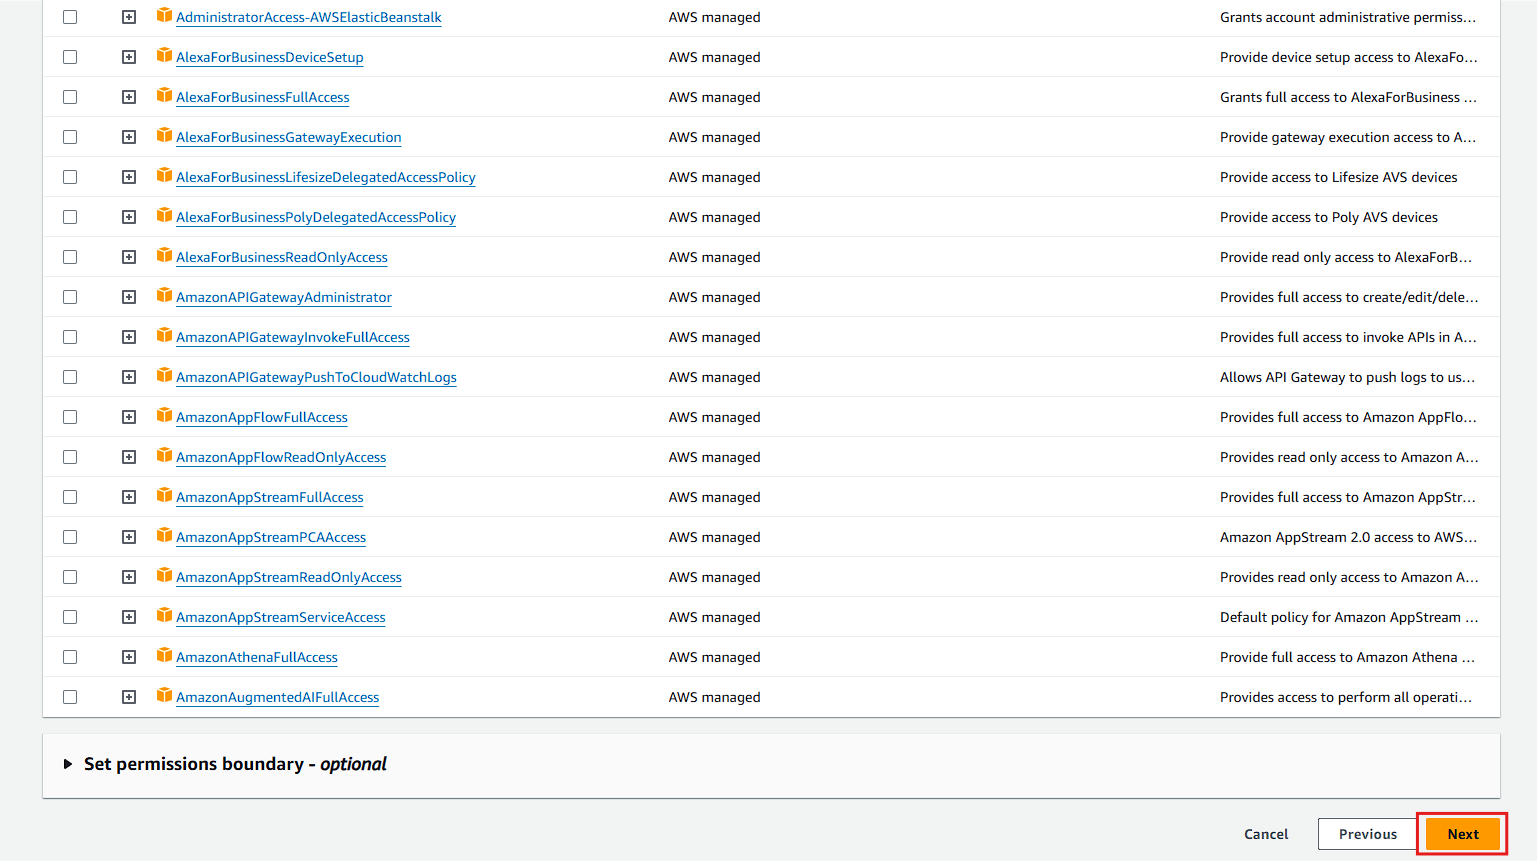 AdministratorAccess-AWSElasticBeanstalk AWS managed Grants account administrative permiss...
AlexaForBusinessDeviceSetup AWS managed Provide device setup access to AlexaFo...
AlexaForBusinessFullAccess AWS managed Grants full access to AlexaForBusiness ...
AlexaForBusinessGatewayExecution AWS managed Provide gateway execution access to A...
AlexaForBusinessLifesizeDelegatedAccessPolicy AWS managed Provide access to Lifesize AVS devices
AlexaForBusinessPolyDelegatedAccessPolicy AWS managed Provide access to Poly AVS devices
AlexaForBusinessReadOnlyAccess AWS managed Provide read only access to AlexaForB...
AmazonAPIGatewayAdministrator AWS managed Provides full access to create/edit/dele...
AmazonAPIGatewayInvokeFullAccess AWS managed Provides full access to invoke APIs in A...
AmazonAPIGatewayPushToCloudWatchLogs AWS managed Allows API Gateway to push logs to us...
AmazonAppFlowFullAccess AWS managed Provides full access to Amazon AppFlo...
AmazonAppFlowReadOnlyAccess AWS managed Provides read only access to Amazon A...
AmazonAppStreamFullAccess AWS managed Provides full access to Amazon AppStr...
AmazonAppStreamPCAAccess AWS managed Amazon AppStream 2.0 access to AWS...
AmazonAppStreamReadOnlyAccess AWS managed Provides read only access to Amazon A...
AmazonAppStreamServiceAccess AWS managed Default policy for Amazon AppStream ...
AmazonAthenaFullAccess AWS managed Provide full access to Amazon Athena ...
AmazonAugmentedAIFullAccess AWS managed Provides access to perform all operati...
Set permissions boundary - optional
Cancel Previous Next